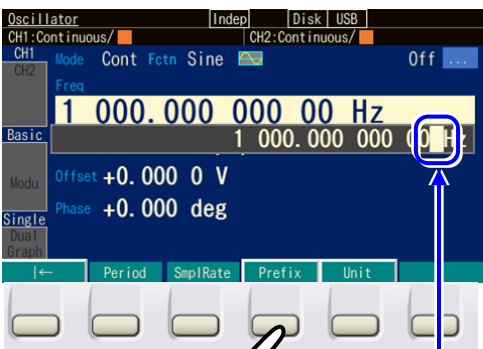 Oscillator Indep Disk USB
CH1:Continuous/ CH2:Continuous/
CH1 Mode Cont Fctn Sine Off ...
CH2
Freq
1 000.000 000 00 Hz
Basic 1 000.000 000 00 Hz
Modu Offset +0.000 0 V
Phase +0.000 deg
Single
Dual
Graph
|← Period SmplRate Prefix Unit